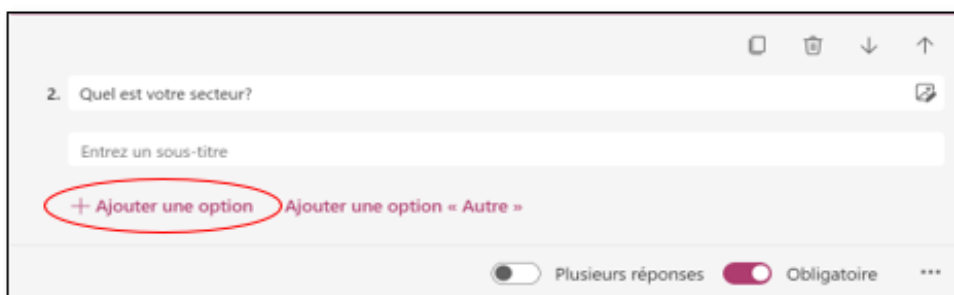 2. Quel est votre secteur?
Entrez un sous-titre
+ Ajouter une option Ajouter une option « Autre »
Plusieurs réponses Obligatoire ...